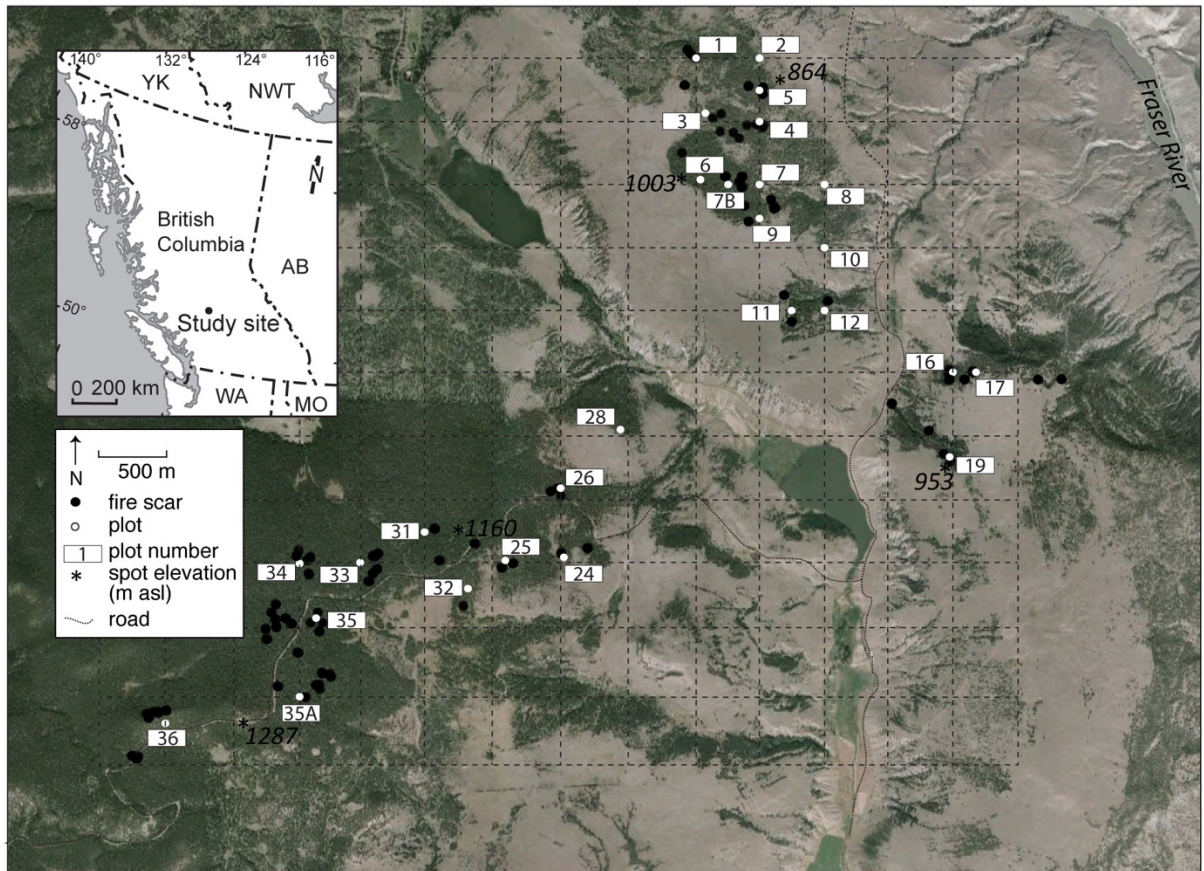 140°
132°
124°
116°
YK
NWT
58°
N
British
Columbia
AB
50°
Study site
0 200 km
WA
MO
500 m
N
fire scar
plot
1 plot number
* spot elevation
(m asl)
road
1
2
*864
5
3
4
6
1003*
7
7B
8
9
10
11
12
Fraser River
16
17
19
953
*
28
26
31
*1160
25
24
34
33
32
35
35A
*1287
36